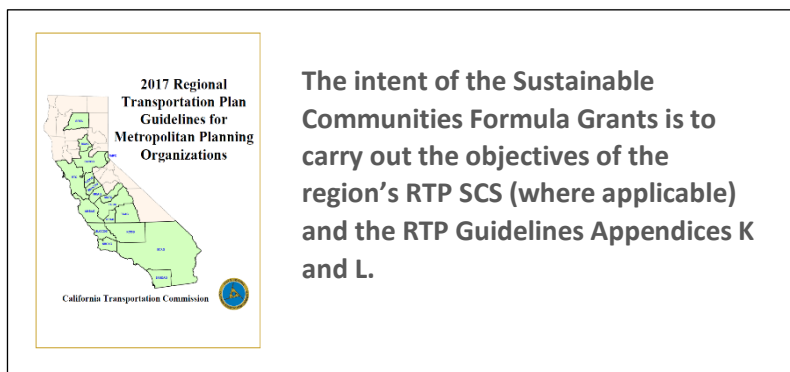 2017 Regional
Transportation Plan
Guidelines for
Metropolitan Planning
Organizations
California Transportation Commission
The intent of the Sustainable
Communities Formula Grants is to
carry out the objectives of the
region’s RTP SCS (where applicable)
and the RTP Guidelines Appendices K
and L.